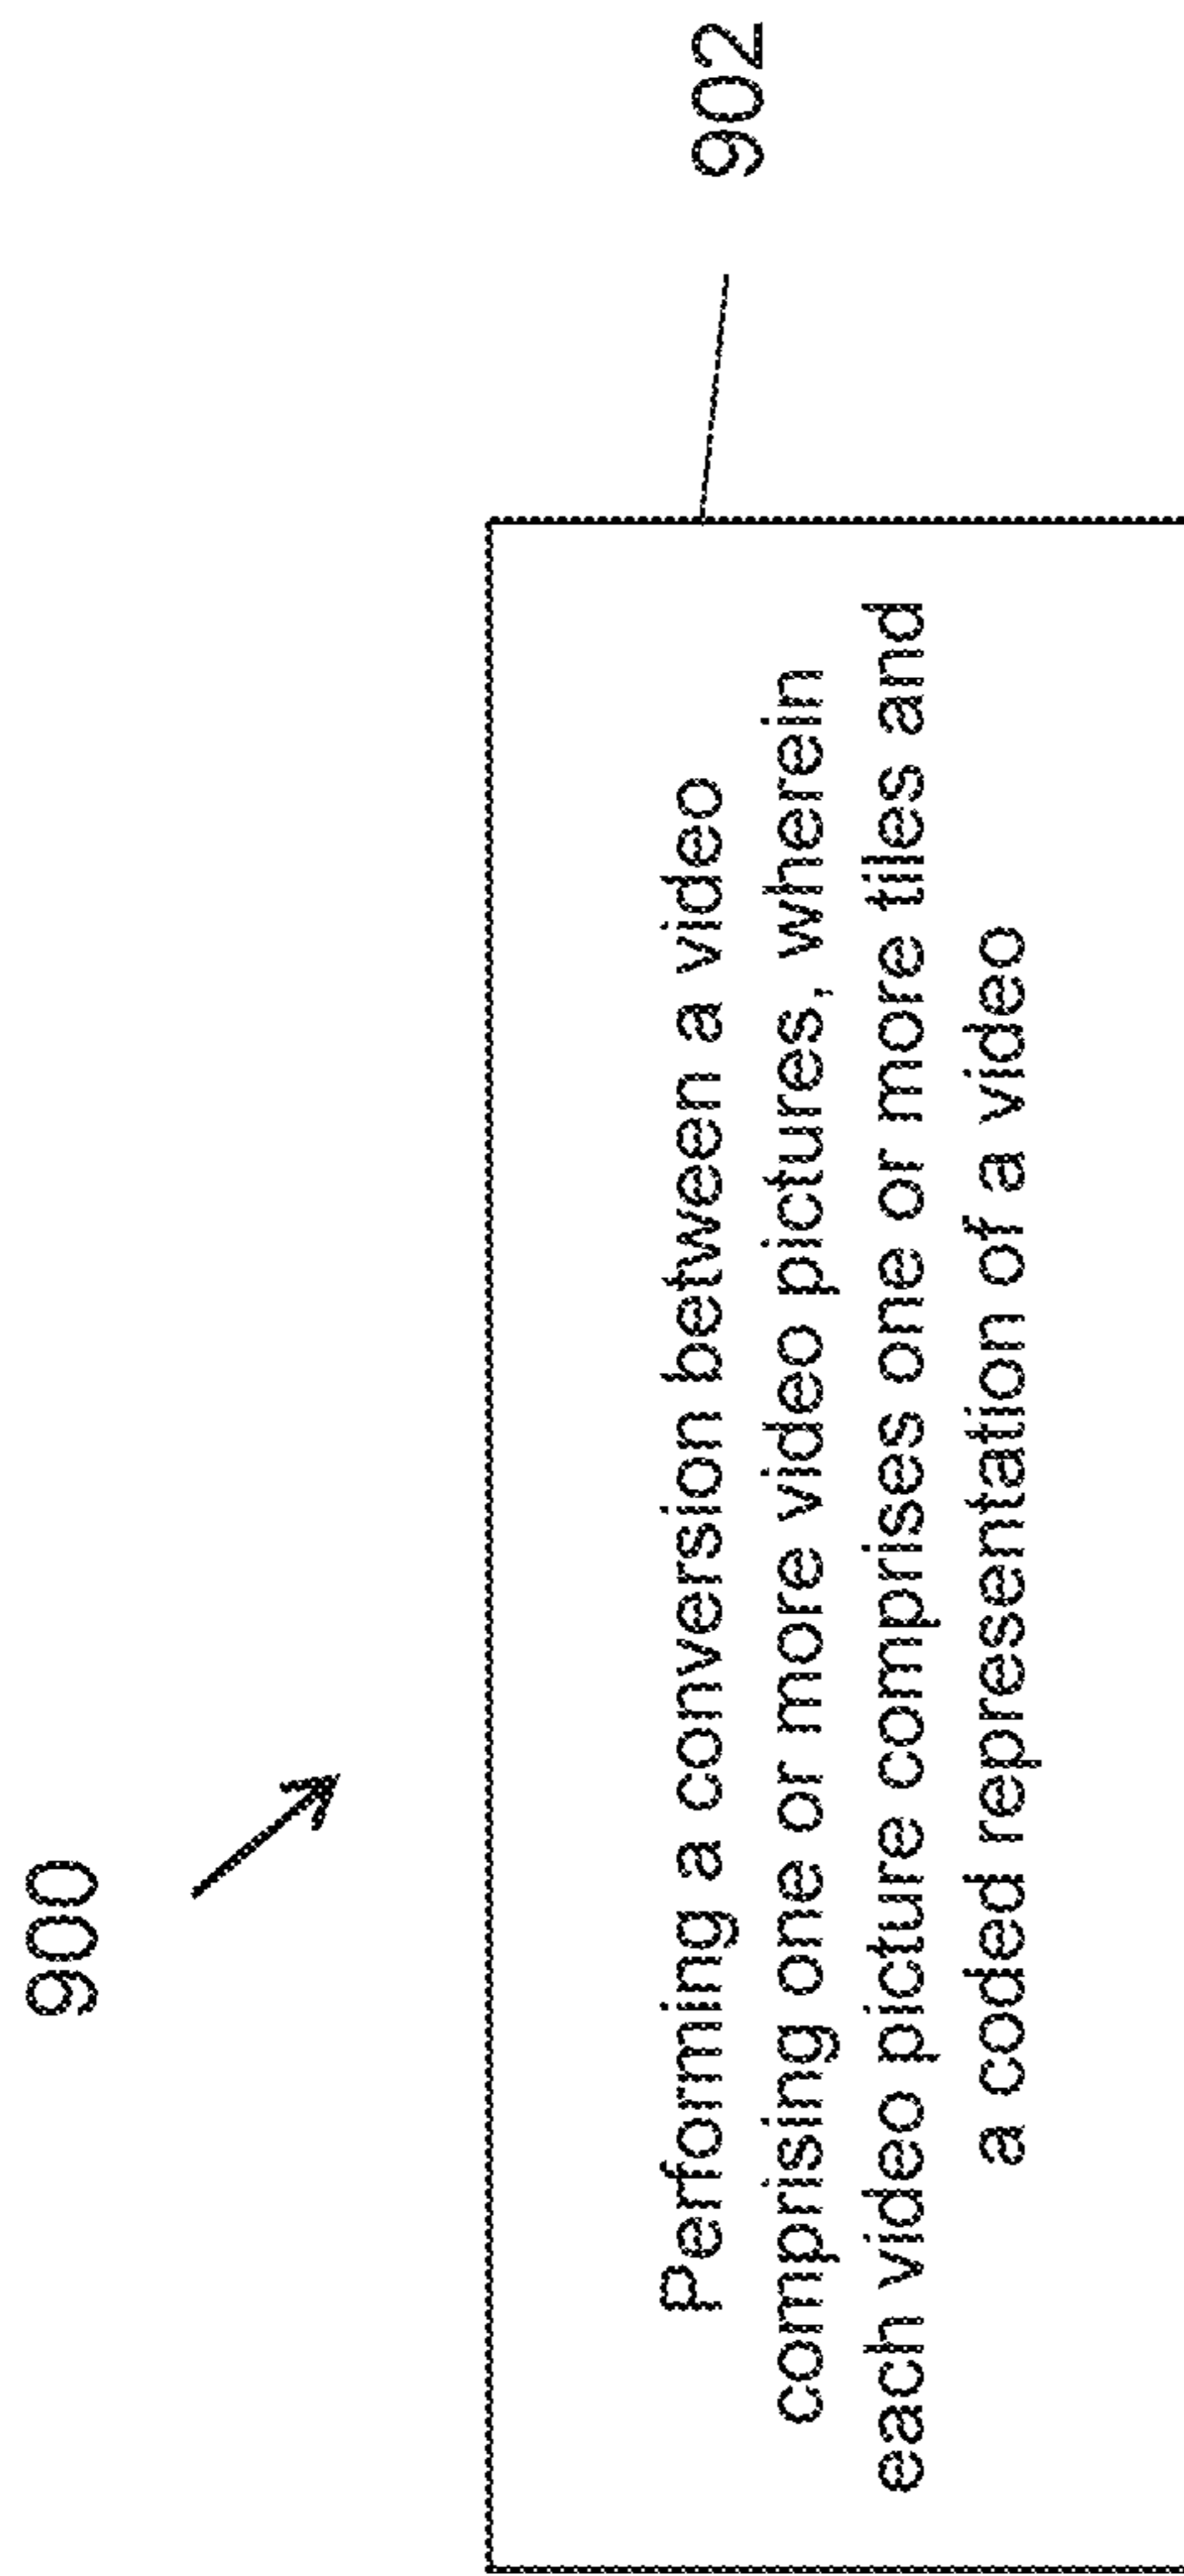 900
902
Performing a conversion between a video
comprising one or more video pictures, wherein
each video picture comprises one or more tiles and
a coded representation of a video